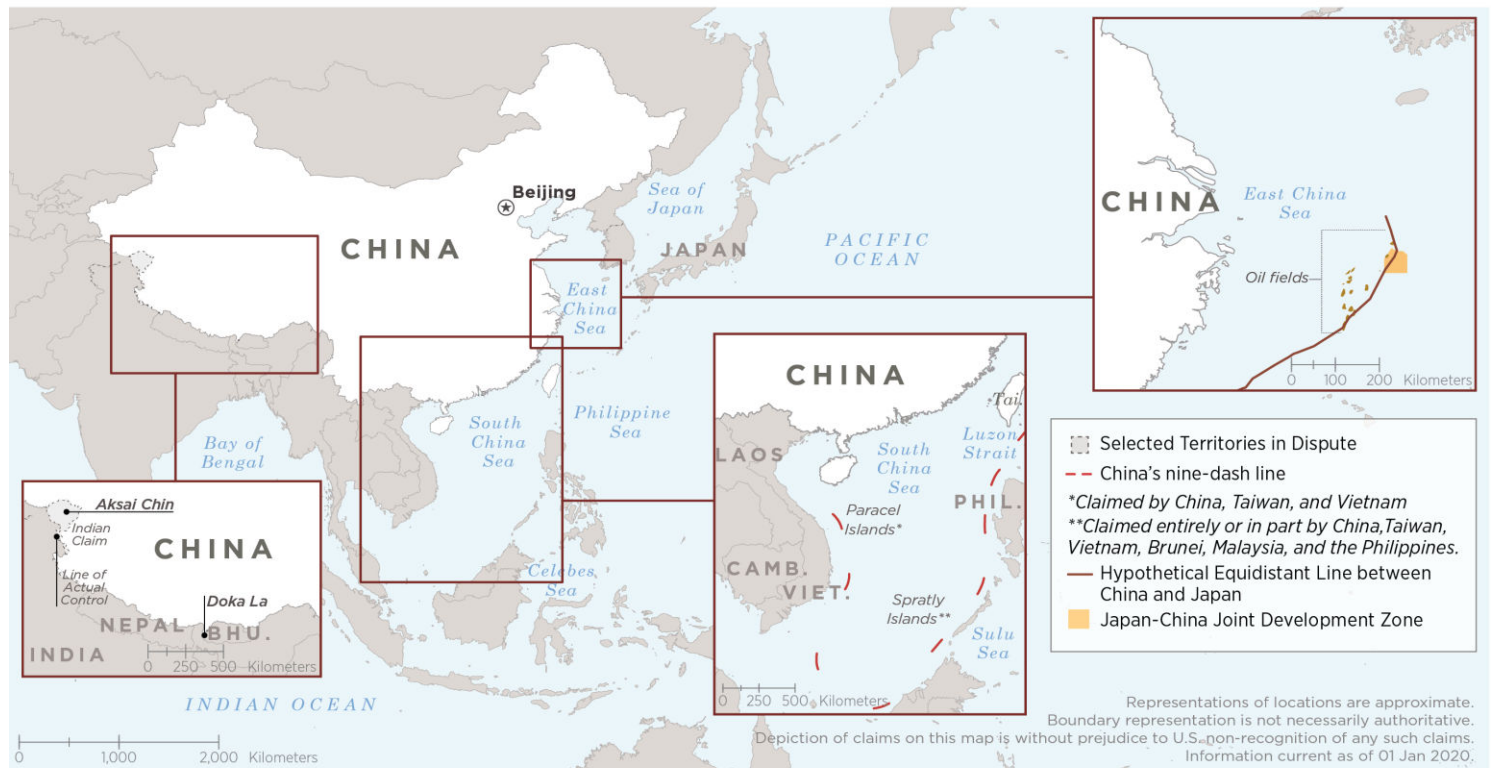 Beijing
CHINA
Sea of
Japan
JAPAN
PACIFIC
OCEAN
East
China
Sea
South
China
Sea
Philippine
Sea
Bay of
Bengal
Celebes
Sea
INDIAN OCEAN
0 1,000 2,000 Kilometers
CHINA
East China
Sea
Oil fields
0 100 200 Kilometers
Aksai Chin
Indian
Claim
CHINA
Line of
Actual
Control
Doka La
NEPAL
BHU.
INDIA
0 250 500 Kilometers
CHINA
Tai.
LAOS
South
China
Sea
Luzon
Strait
PHIL.
Paracel
Islands*
CAMB.
VIET.
Spratly
Islands**
Sulu
Sea
0 250 500 Kilometers
Selected Territories in Dispute
China's nine-dash line
*Claimed by China, Taiwan, and Vietnam
**Claimed entirely or in part by China,Taiwan,
Vietnam, Brunei, Malaysia, and the Philippines.
Hypothetical Equidistant Line between
China and Japan
Japan-China Joint Development Zone
Representations of locations are approximate.
Boundary representation is not necessarily authoritative.
Depiction of claims on this map is without prejudice to U.S. non-recognition of any such claims.
Information current as of 01 Jan 2020.